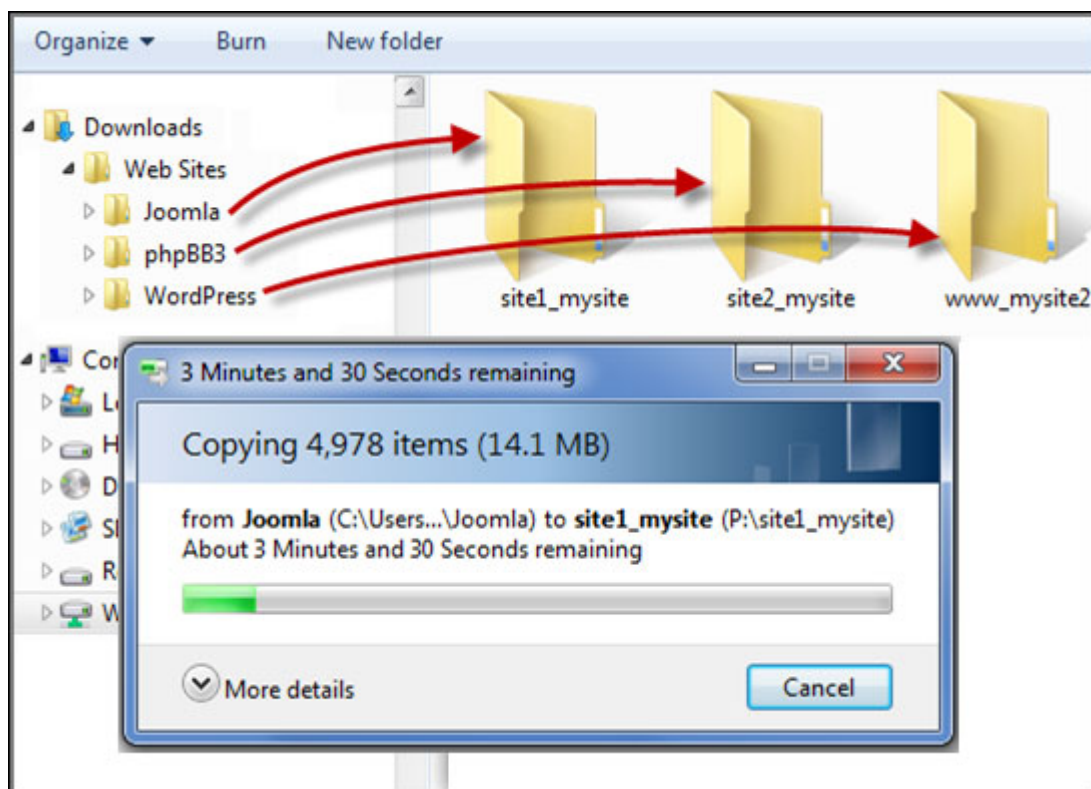 Organize Burn New folder
Downloads
Web Sites
Joomla
phpBB3
WordPress
site1_mysite site2_mysite www_mysite2
3 Minutes and 30 Seconds remaining
Copying 4,978 items (14.1 MB)
from Joomla (C:\Users...\Joomla) to site1_mysite (P:\site1_mysite)
About 3 Minutes and 30 Seconds remaining
More details
Cancel